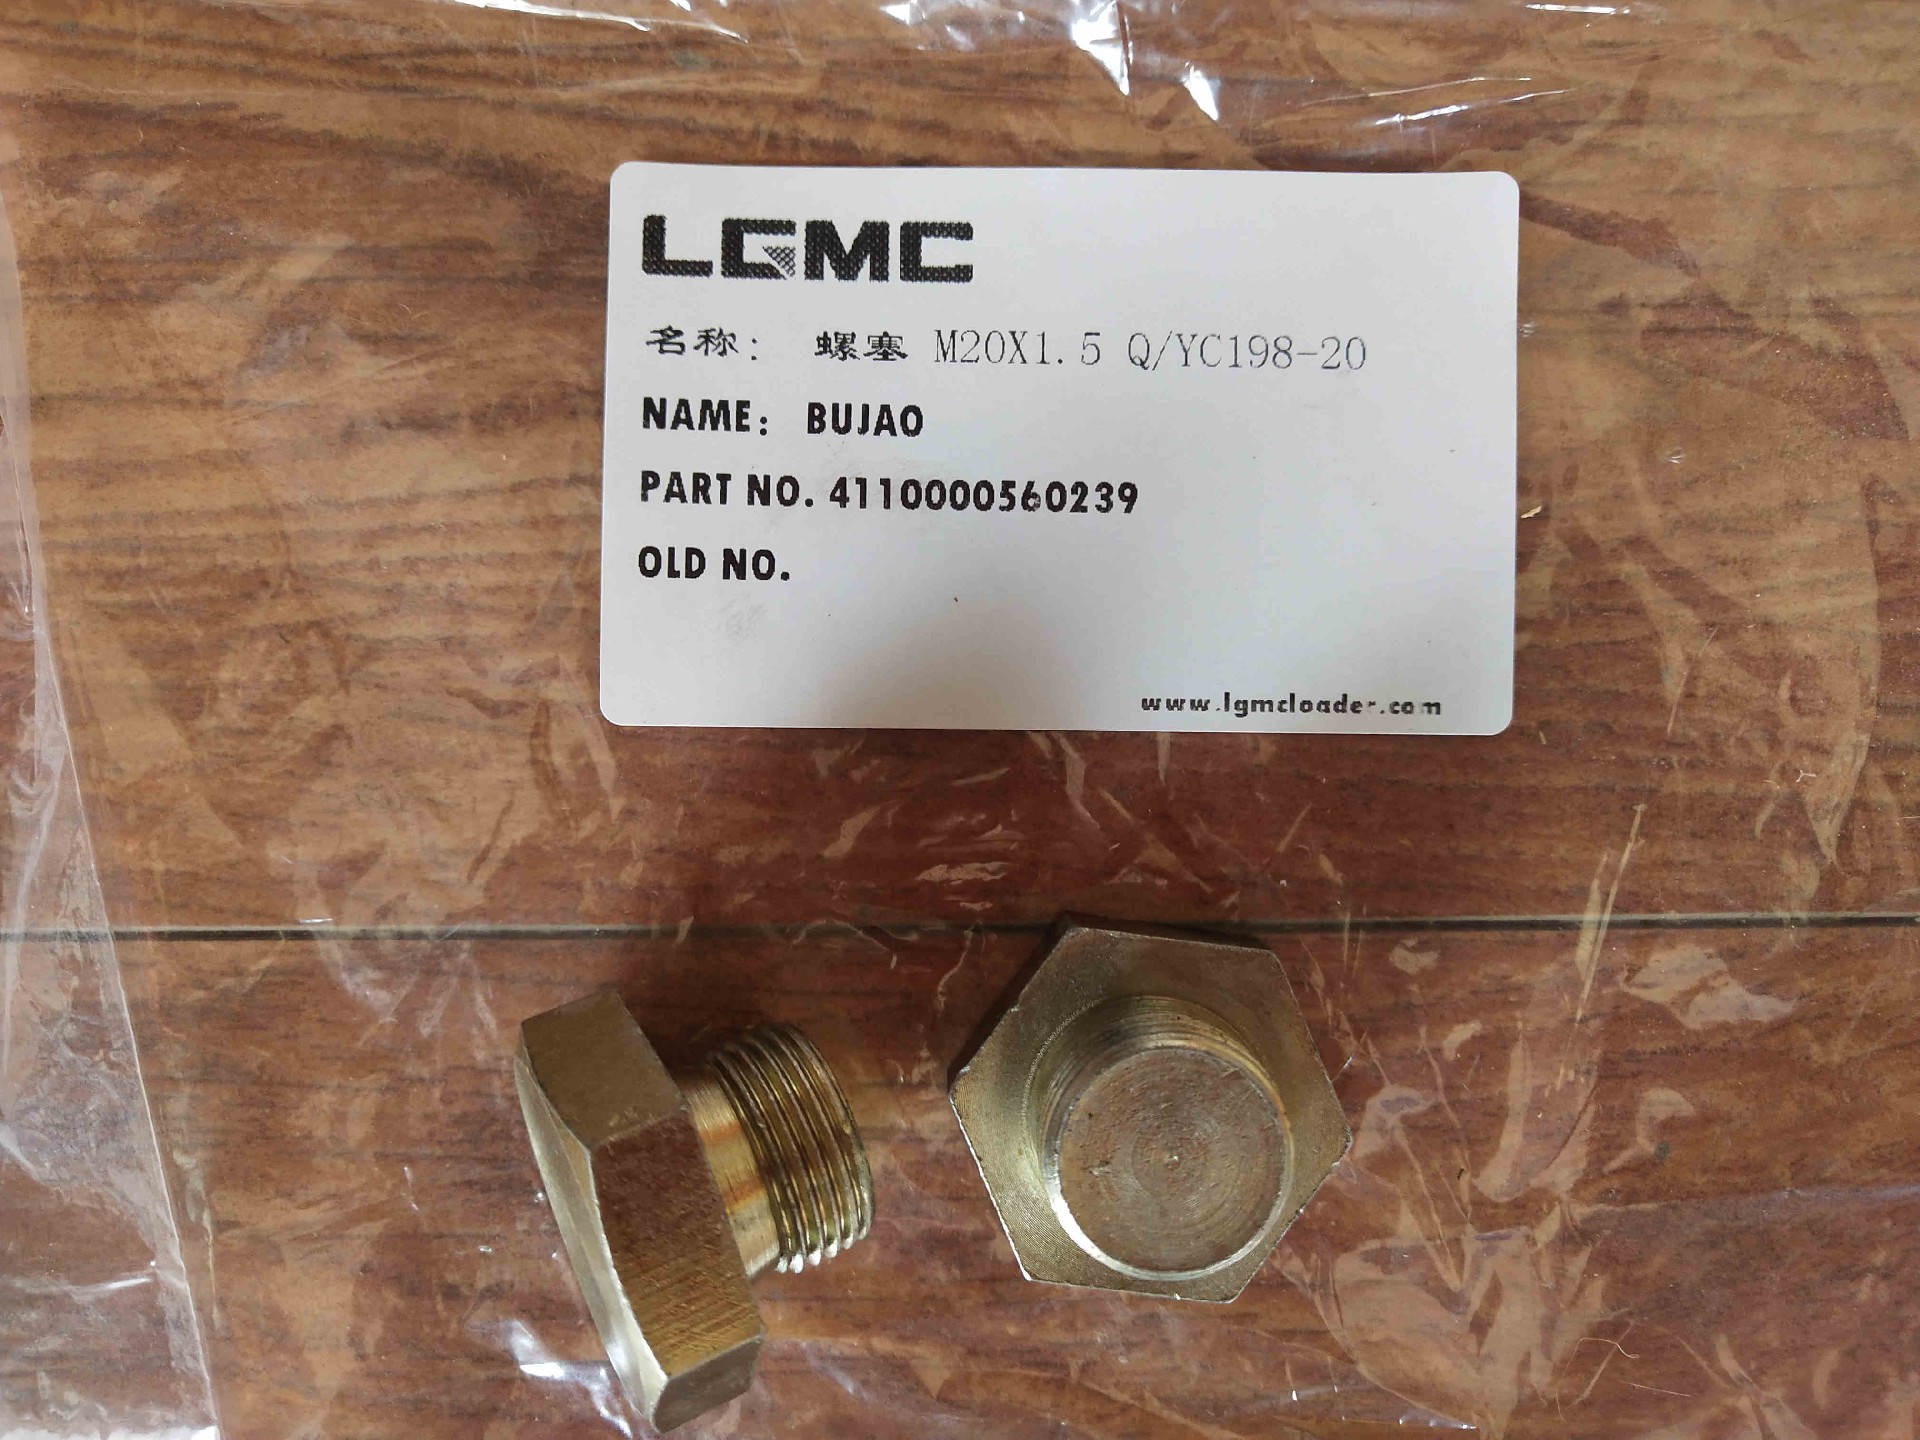 LGMC
名称： 螺塞 M20X1.5 Q/YC198-20
NAME: BUJAO
PART NO. 4110000560239
OLD NO.
www.lgmcloader.com